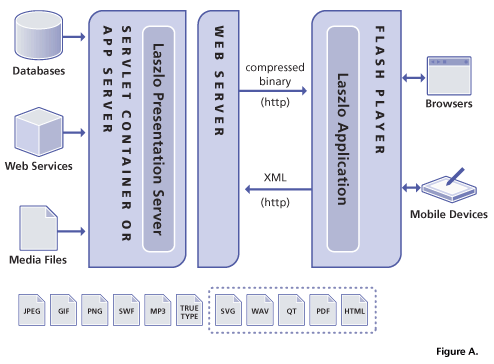 Databases
Web Services
Media Files
SERVLET CONTAINER OR
APP SERVER
Laszlo Presentation Server
WEB SERVER
compressed
binary
(http)
XML
(http)
Laszlo Application
FLASH PLAYER
Browsers
Mobile Devices
JPEG
GIF
PNG
SWF
MP3
TRUE
TYPE
SVG
WAV
QT
PDF
HTML
Figure A.